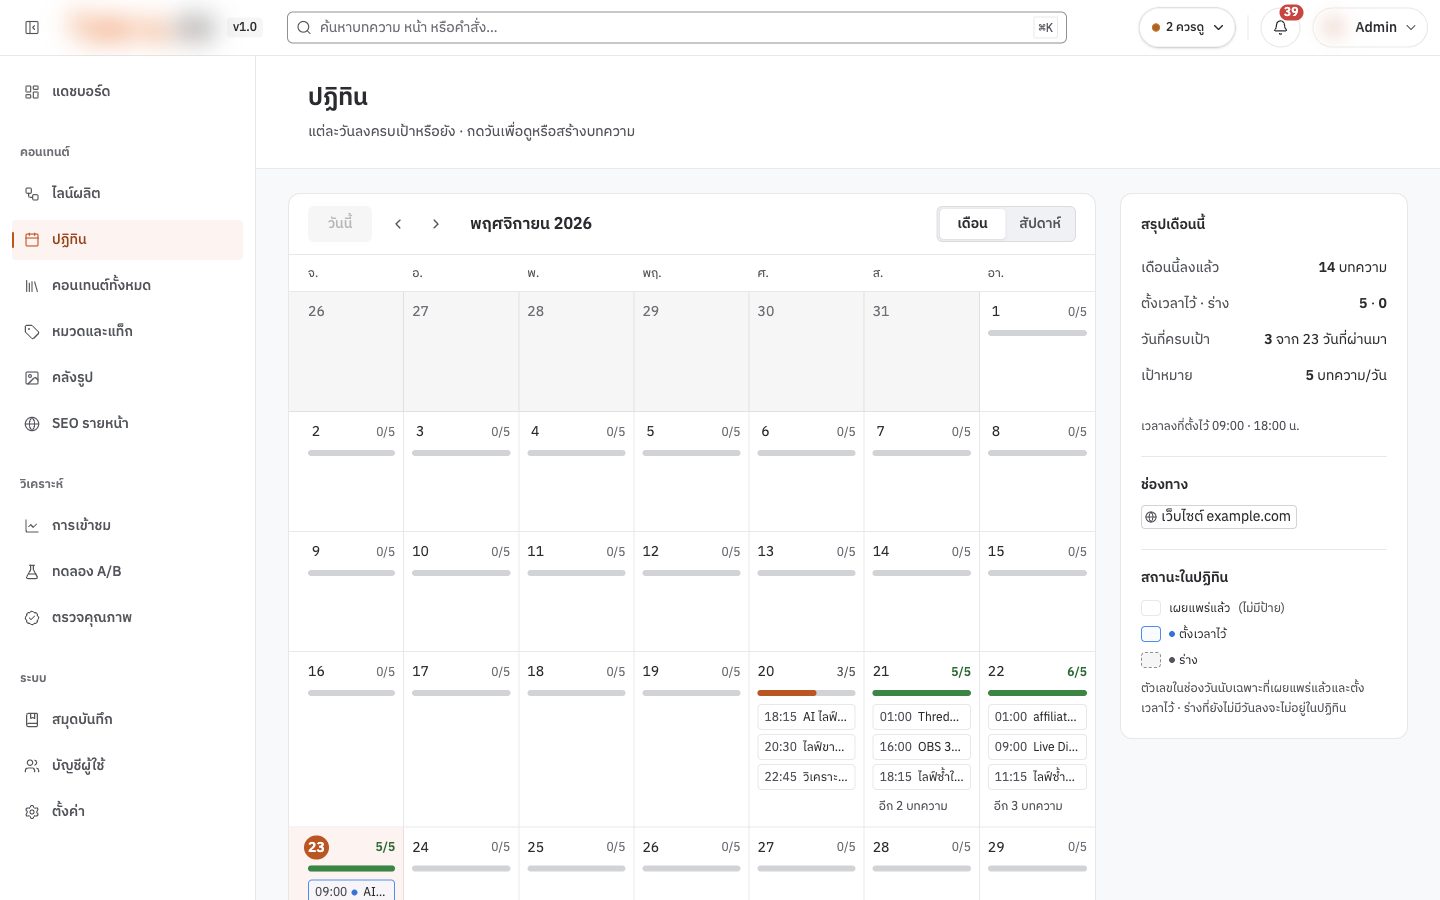 v1.0
ค้นหาบทความ หน้า หรือคำสั่ง...
⌘K
2 ควรดู
39
Admin
แดชบอร์ด
คอนเทนต์
ไลน์ผลิต
ปฏิทิน
คอนเทนต์ทั้งหมด
หมวดและแท็ก
คลังรูป
SEO รายหน้า
วิเคราะห์
การเข้าชม
ทดลอง A/B
ตรวจคุณภาพ
ระบบ
สมุดบันทึก
บัญชีผู้ใช้
ตั้งค่า
ปฏิทิน
แต่ละวันลงครบเป้าหรือยัง · กดวันเพื่อดูหรือสร้างบทความ
วันนี้
พฤศจิกายน 2026
เดือน สัปดาห์
จ. อ. พ. พฤ. ศ. ส. อา.
26 27 28 29 30 31 1 0/5
2 0/5 3 0/5 4 0/5 5 0/5 6 0/5 7 0/5 8 0/5
9 0/5 10 0/5 11 0/5 12 0/5 13 0/5 14 0/5 15 0/5
16 0/5 17 0/5 18 0/5 19 0/5 20 3/5 21 5/5 22 6/5
18:15 AI ไลฟ์... 01:00 Thred... 01:00 affiliat...
20:30 ไลฟ์ขา... 16:00 OBS 3... 09:00 Live Di...
22:45 วิเคราะ... 18:15 ไลฟ์ซ้ำใ... 11:15 ไลฟ์ซ้ำ...
อีก 2 บทความ อีก 3 บทความ
23 5/5 24 0/5 25 0/5 26 0/5 27 0/5 28 0/5 29 0/5
09:00 AI...
สรุปเดือนนี้
เดือนนี้ลงแล้ว 14 บทความ
ตั้งเวลาไว้ · ร่าง 5 · 0
วันที่ครบเป้า 3 จาก 23 วันที่ผ่านมา
เป้าหมาย 5 บทความ/วัน
เวลาลงที่ตั้งไว้ 09:00 · 18:00 น.
ช่องทาง
เว็บไซต์ example.com
สถานะในปฏิทิน
เผยแพร่แล้ว (ไม่มีป้าย)
ตั้งเวลาไว้
ร่าง
ตัวเลขในช่องวันนับเฉพาะที่เผยแพร่แล้วและตั้ง
เวลาไว้ · ร่างที่ยังไม่มีวันลงจะไม่อยู่ในปฏิทิน